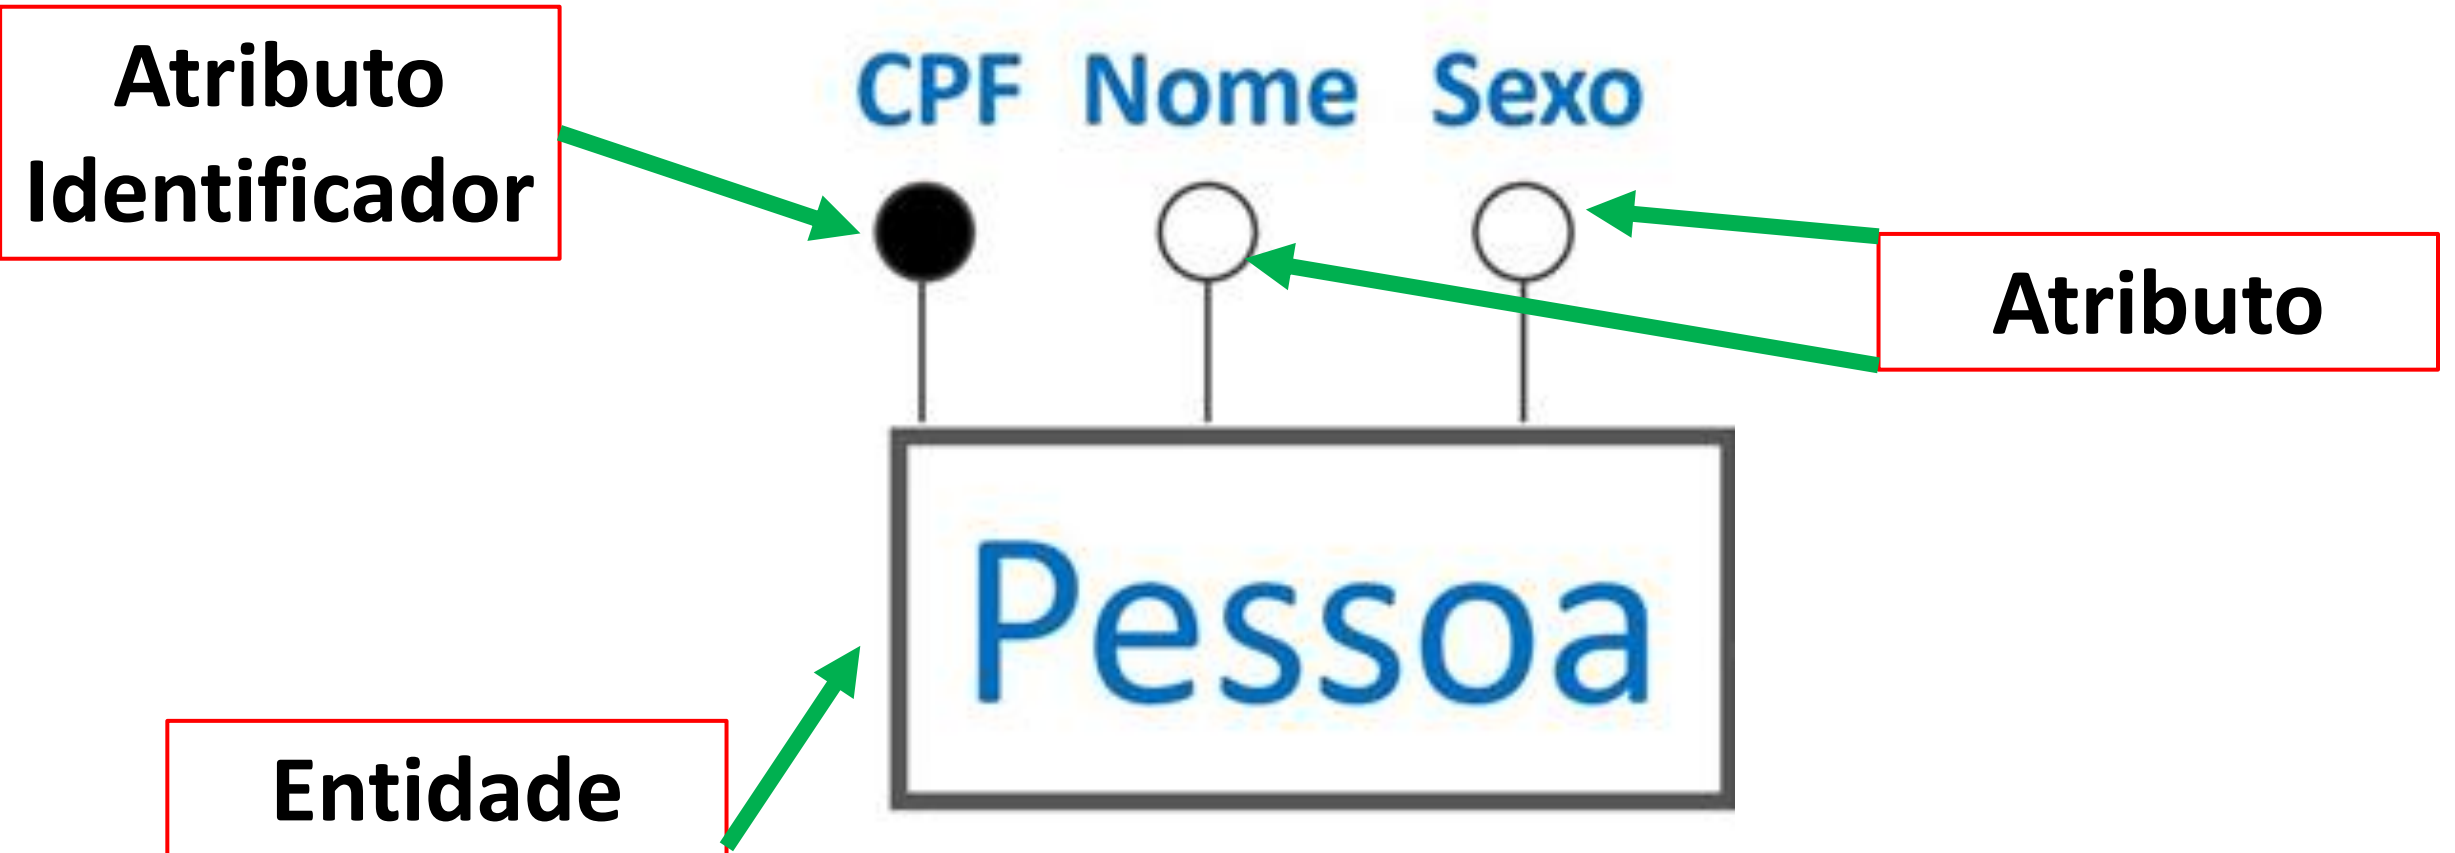 Atributo
Identificador
CPF Nome Sexo
Atributo
Pessoa
Entidade